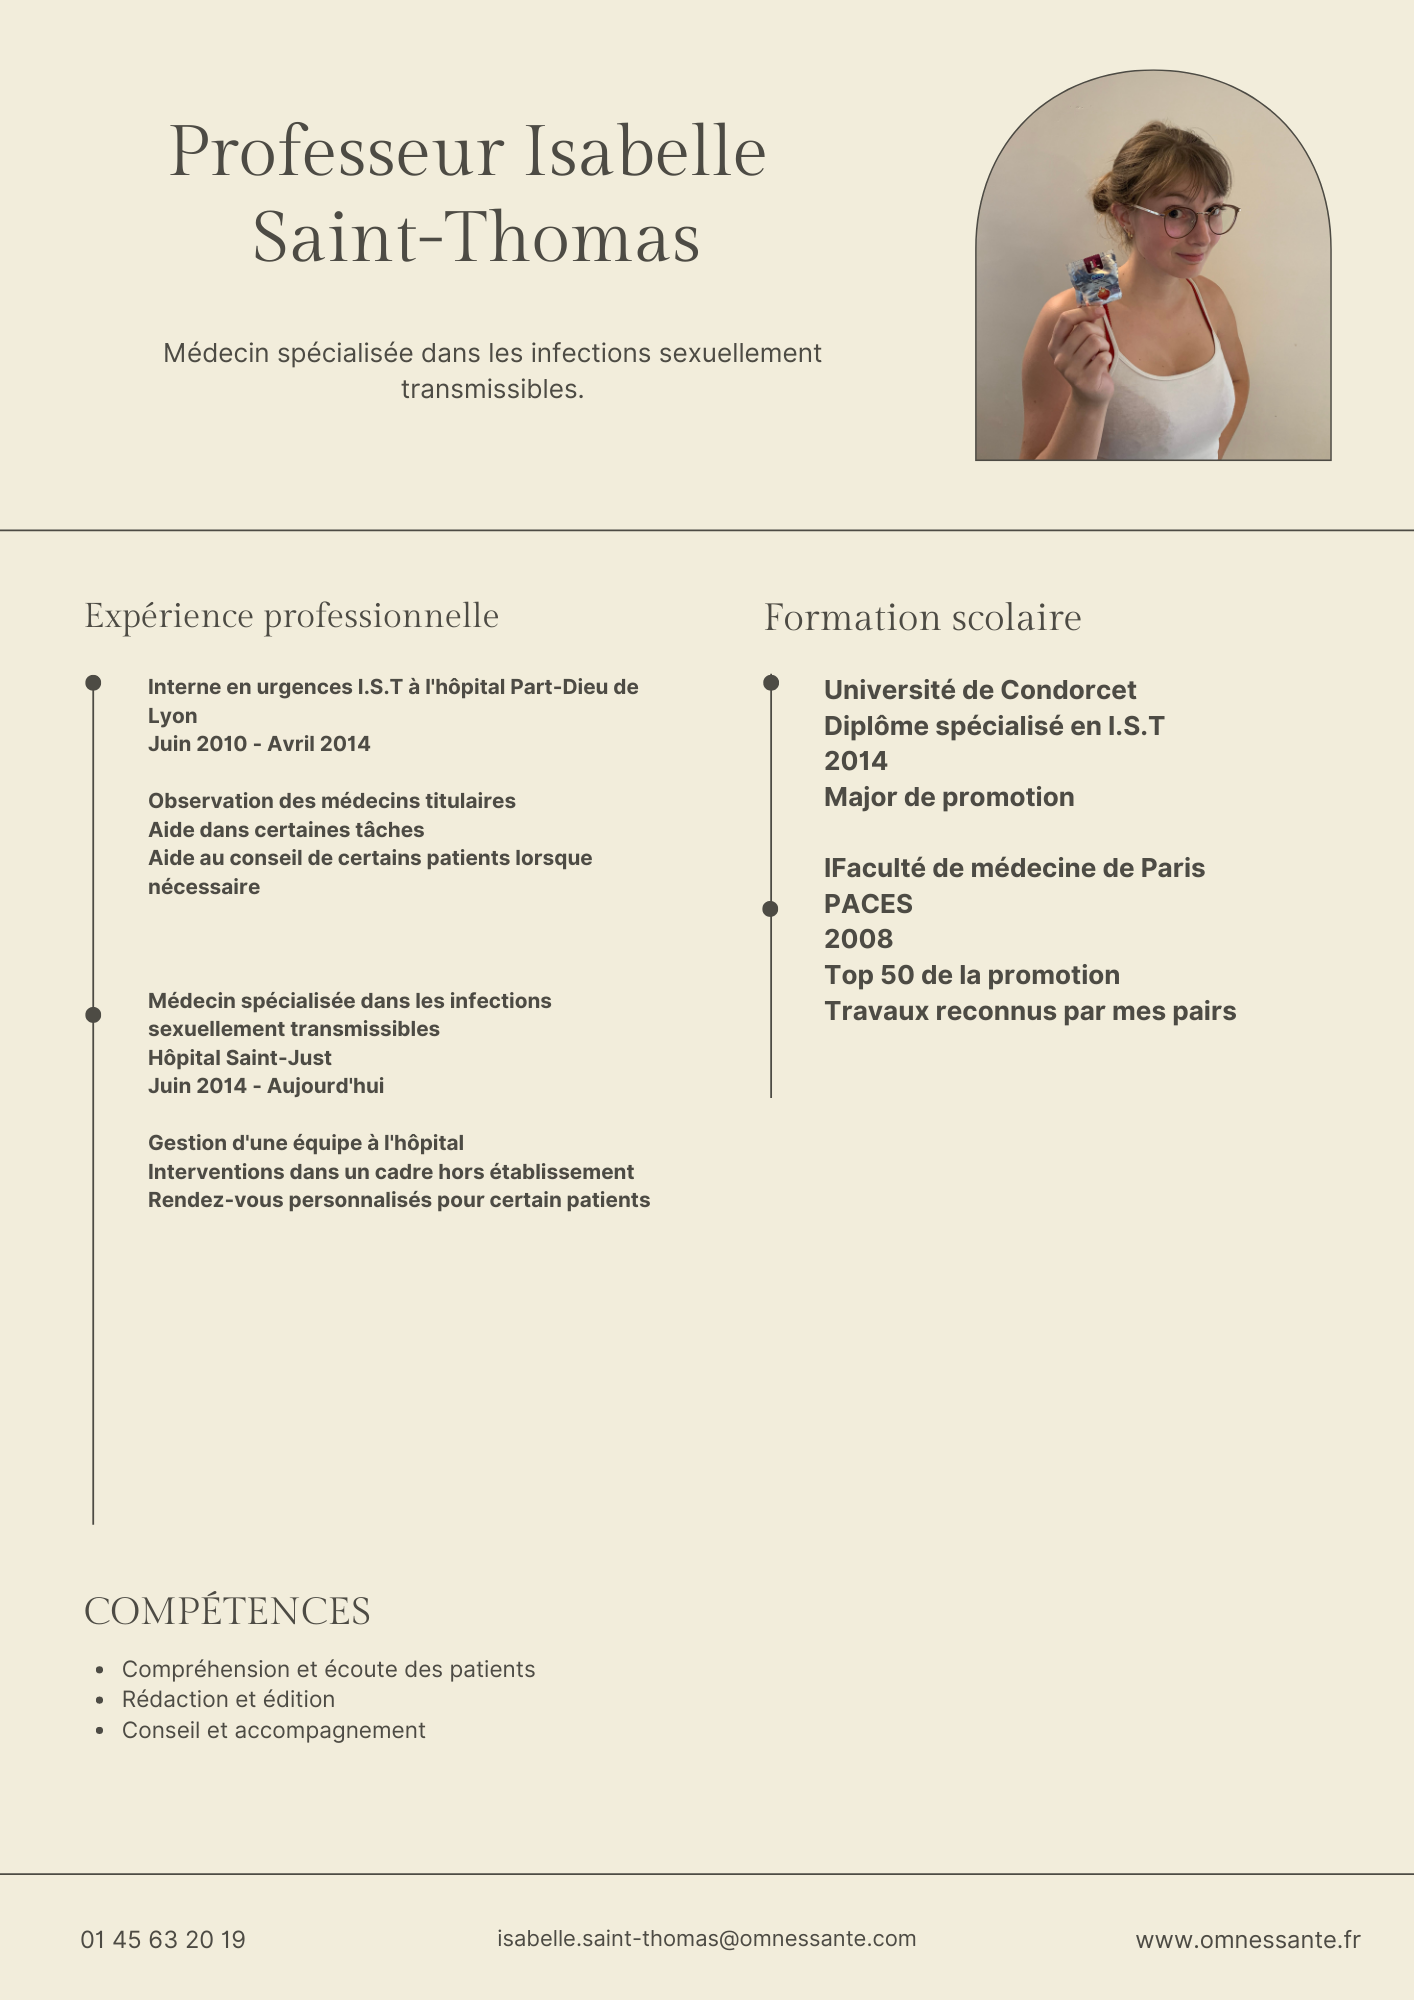 Professeur Isabelle
Saint-Thomas
Médecin spécialisée dans les infections sexuellement
transmissibles.
Expérience professionnelle
Interne en urgences I.S.T à l'hôpital Part-Dieu de
Lyon
Juin 2010 - Avril 2014
Observation des médecins titulaires
Aide dans certaines tâches
Aide au conseil de certains patients lorsque
nécessaire
Médecin spécialisée dans les infections
sexuellement transmissibles
Hôpital Saint-Just
Juin 2014 - Aujourd'hui
Gestion d'une équipe à l'hôpital
Interventions dans un cadre hors établissement
Rendez-vous personnalisés pour certain patients
Formation scolaire
Université de Condorcet
Diplôme spécialisé en I.S.T
2014
Major de promotion
IFaculté de médecine de Paris
PACES
2008
Top 50 de la promotion
Travaux reconnus par mes pairs
COMPÉTENCES
• Compréhension et écoute des patients
• Rédaction et édition
• Conseil et accompagnement
01 45 63 20 19
isabelle.saint-thomas@omnessante.com
www.omnessante.fr